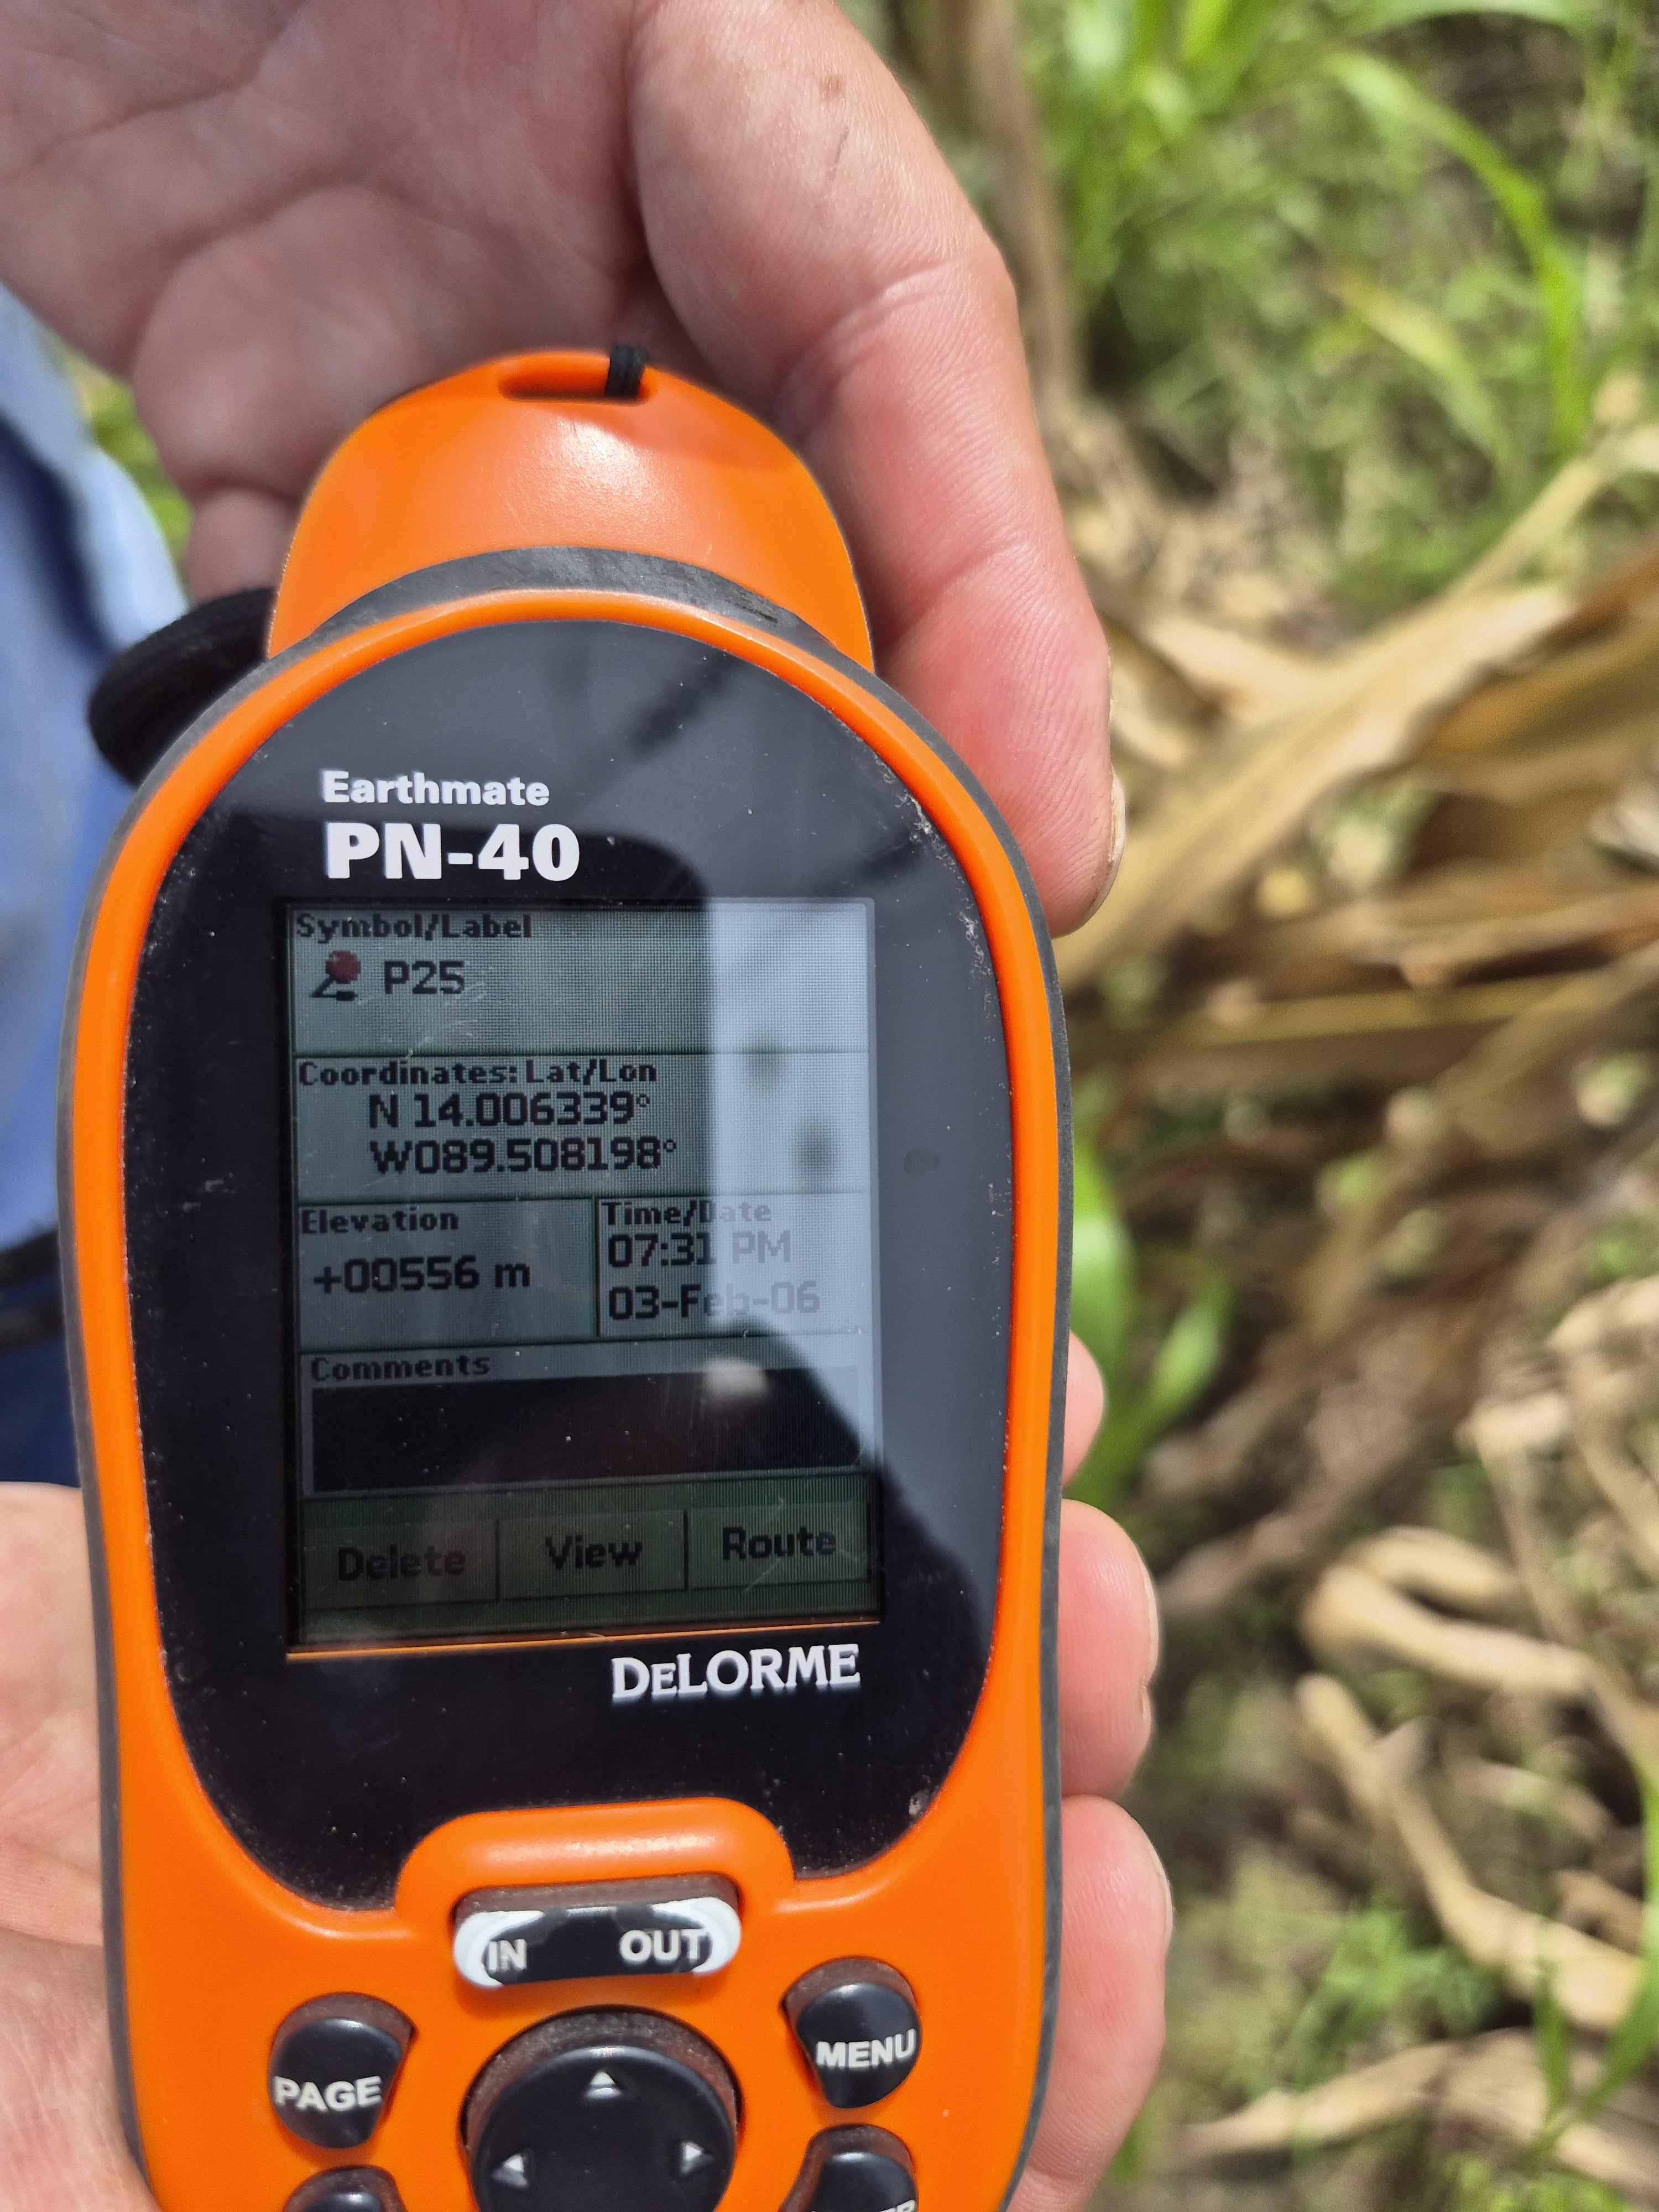 Earthmate
PN-40
Symbol/Label
P25
Coordinates: Lat/Lon
N 14.006339°
W089.508198°
Elevation
+00556 m
Time/Date
07:31 PM
03-Feb-06
Comments
Delete View Route
DELORME
IN OUT
PAGE
MENU